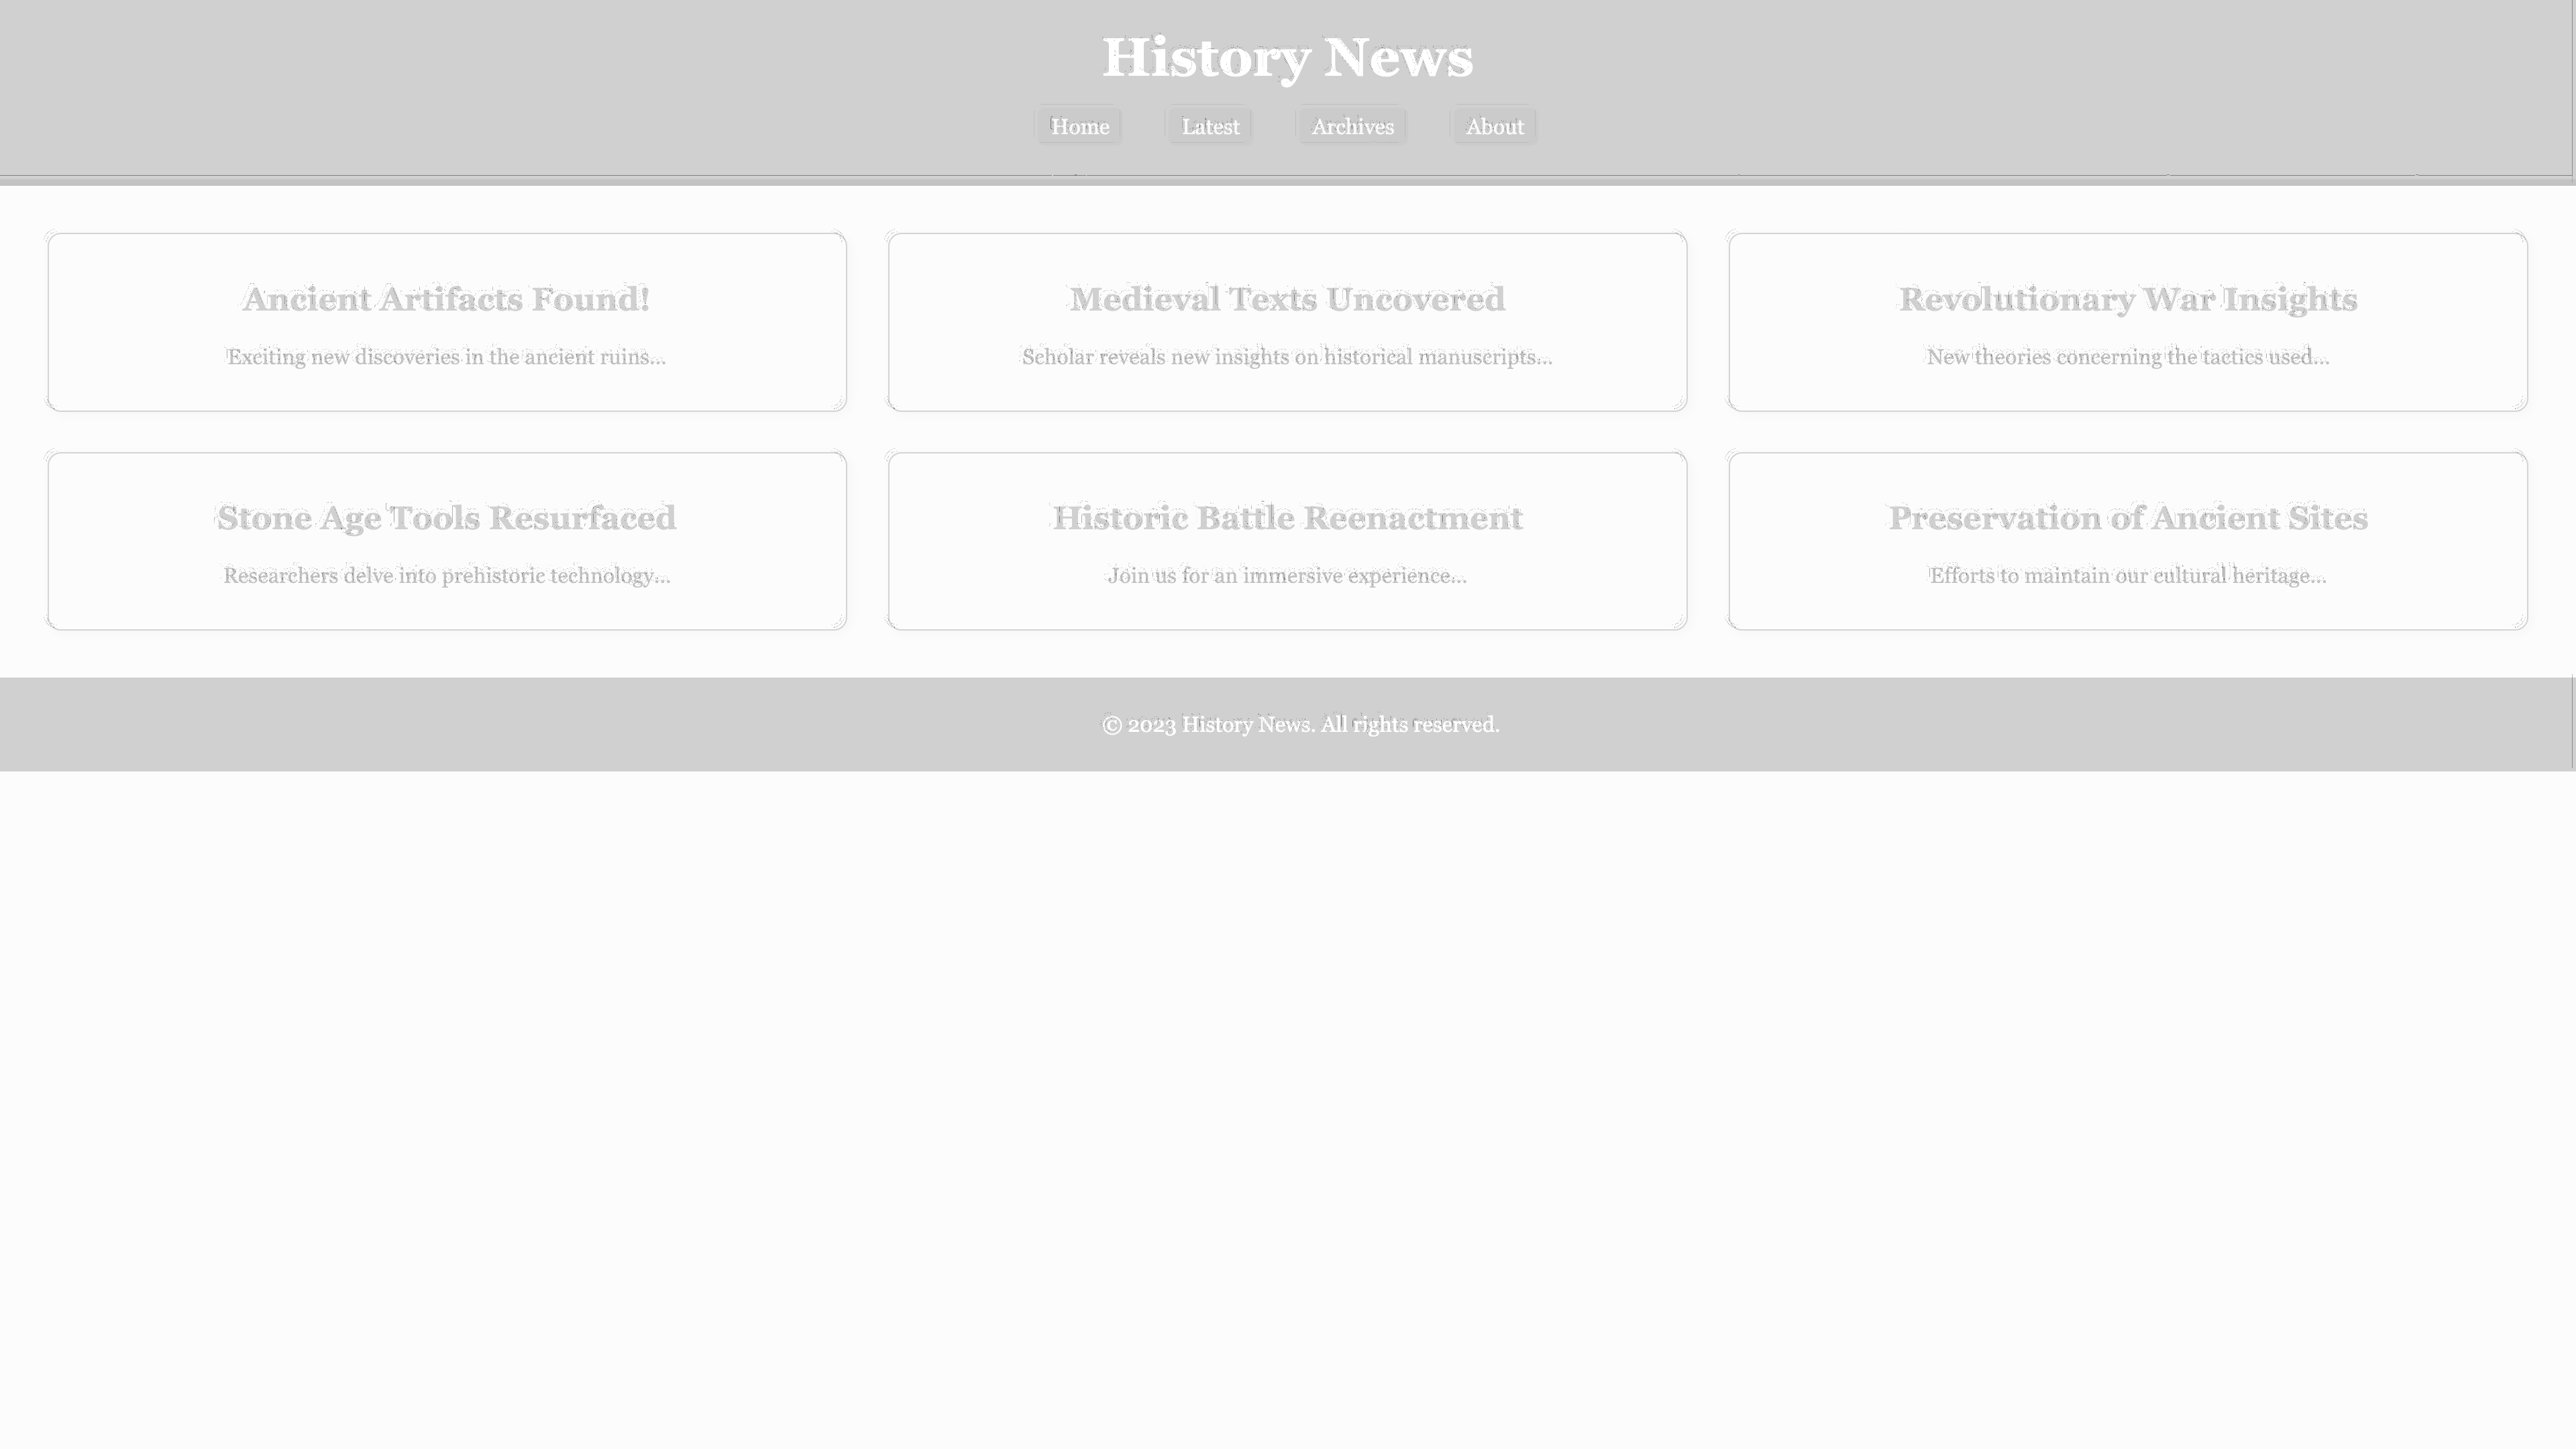 History News
Home Latest Archives About
Ancient Artifacts Found!
Exciting new discoveries in the ancient ruins...
Medieval Texts Uncovered
Scholar reveals new insights on historical manuscripts...
Revolutionary War Insights
New theories concerning the tactics used...
Stone Age Tools Resurfaced
Researchers delve into prehistoric technology...
Historic Battle Reenactment
Join us for an immersive experience...
Preservation of Ancient Sites
Efforts to maintain our cultural heritage...
© 2023 History News. All rights reserved.